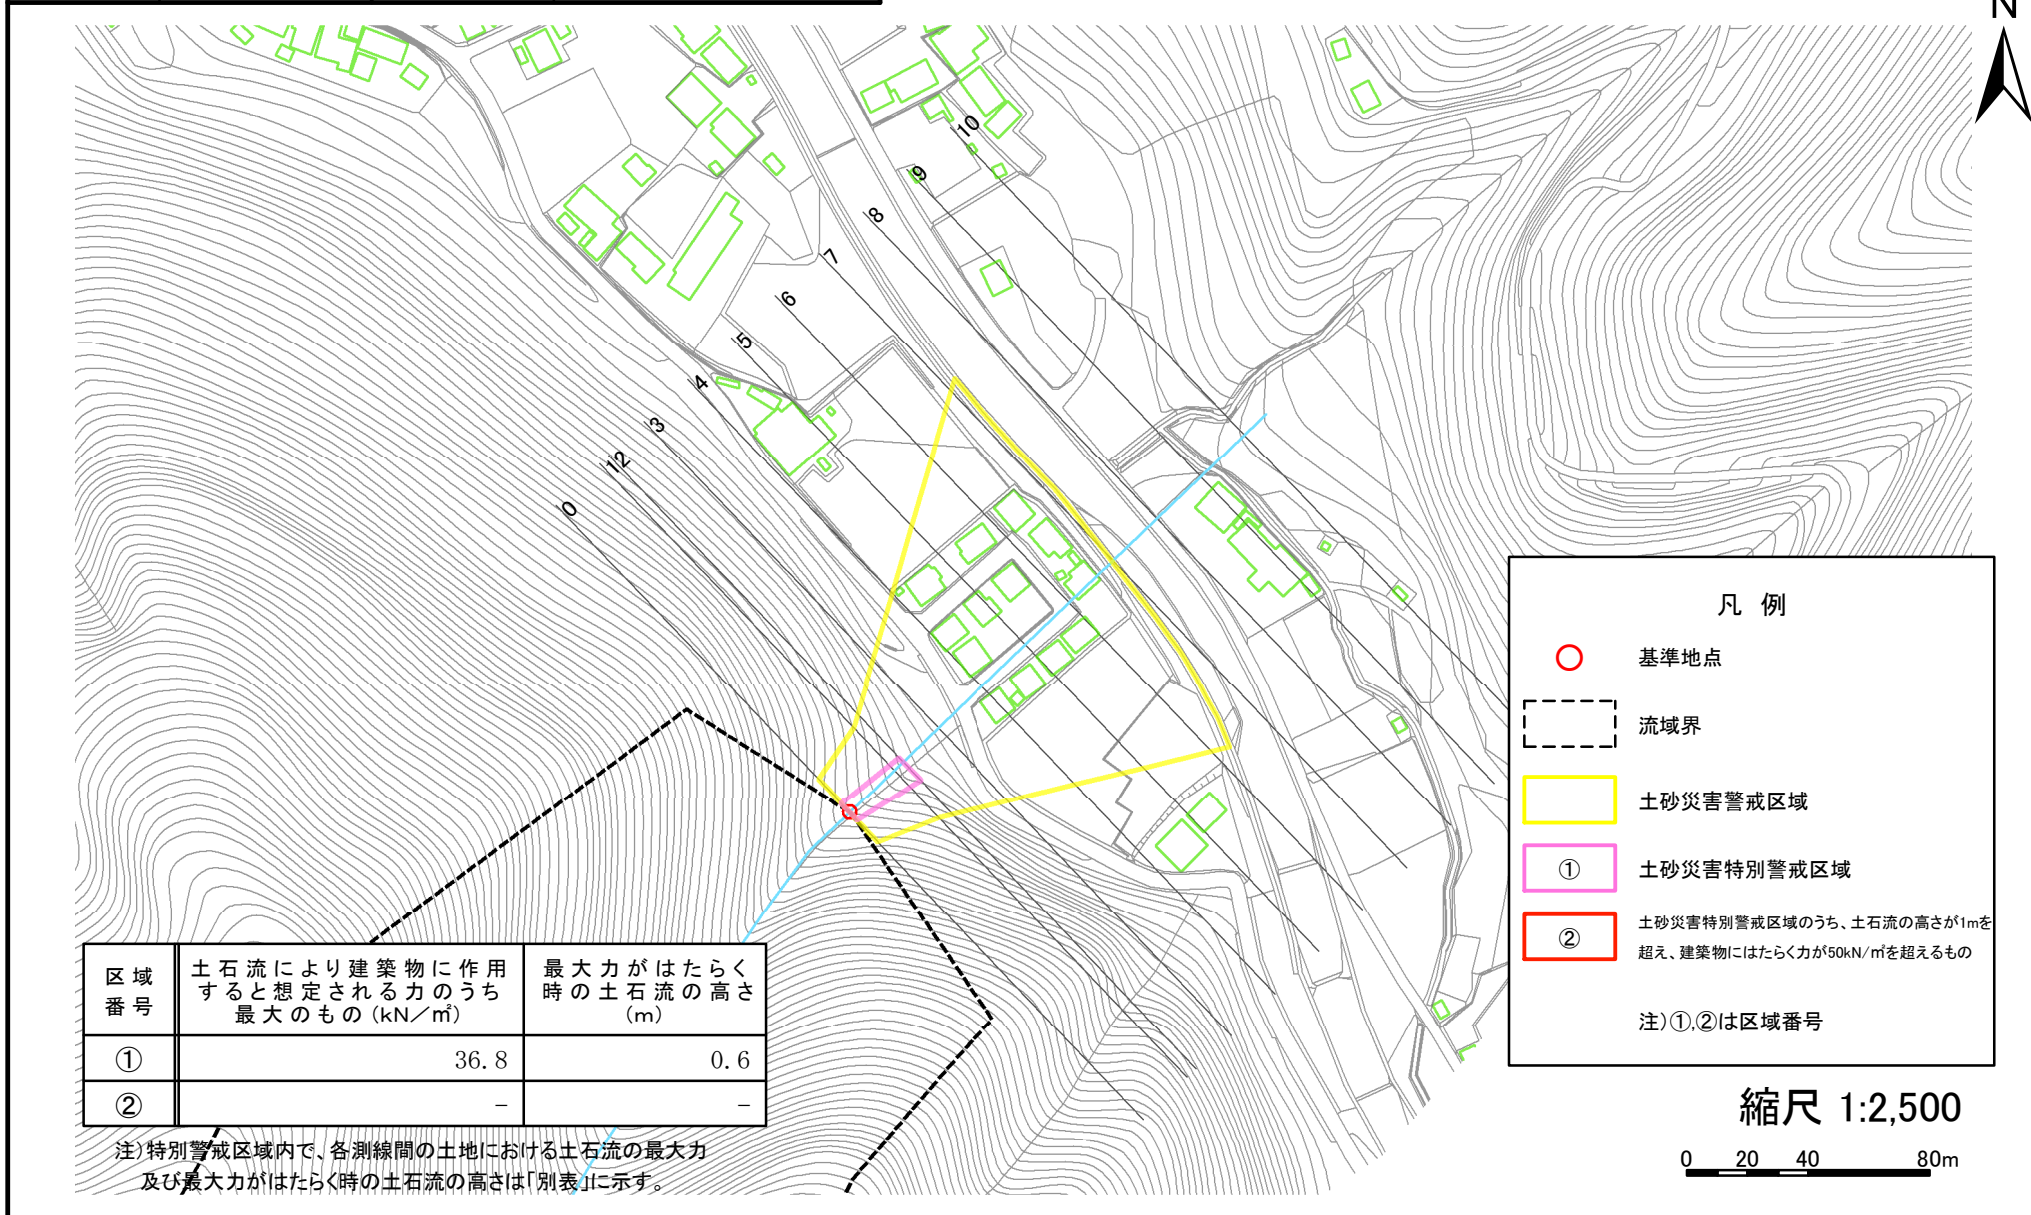 N
10
9
8
7
6
5
4
3
12
0
凡 例
基準地点
流域界
土砂災害警戒区域
① 土砂災害特別警戒区域
② 土砂災害特別警戒区域のうち、土石流の高さが1mを
超え、建築物にはたらく力が50kN/㎡を超えるもの
注)①,②は区域番号
区域
番号
土石流により建築物に作用
すると想定される力のうち
最大のもの(kN/㎡)
最大力がはたらく
時の土石流の高さ
(m)
① 36.8 0.6
② − −
注)特別警戒区域内で、各測線間の土地における土石流の最大力
及び最大力がはたらく時の土石流の高さは「別表」に示す。
縮尺 1:2,500
0 20 40 80m